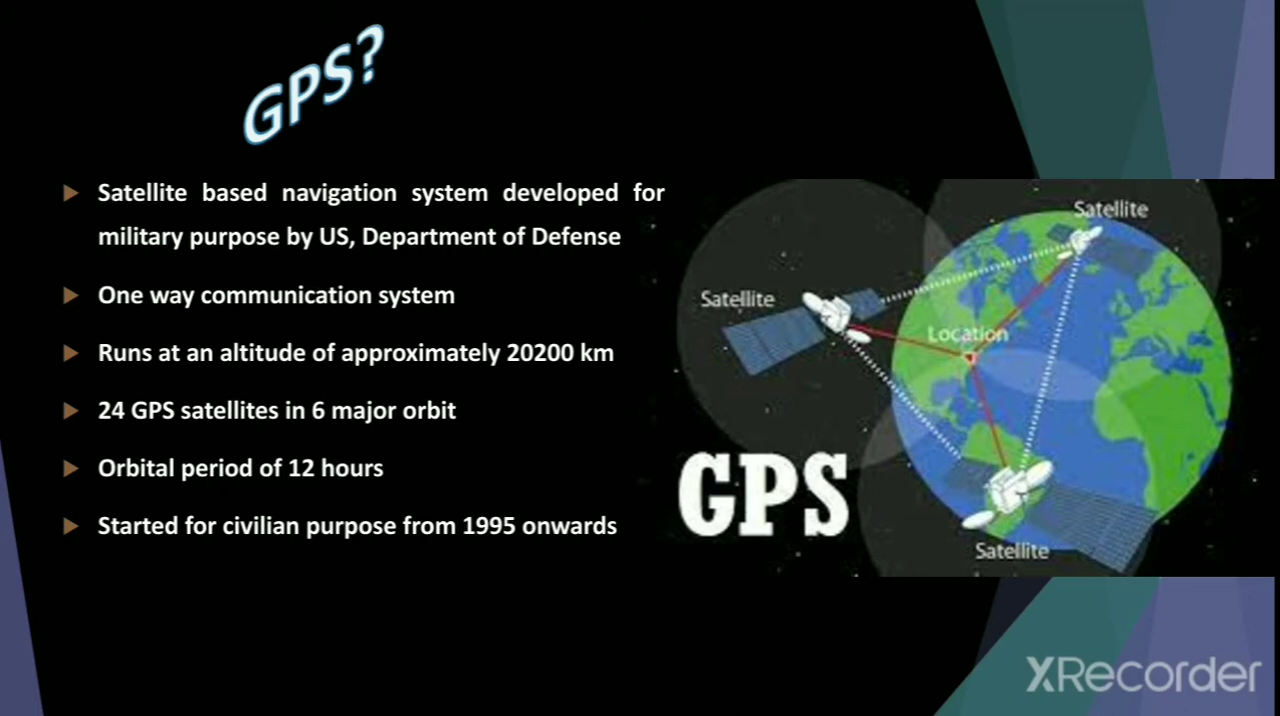 GPS?
Satellite based navigation system developed for
military purpose by US, Department of Defense
One way communication system
Runs at an altitude of approximately 20200 km
24 GPS satellites in 6 major orbit
Orbital period of 12 hours
Started for civilian purpose from 1995 onwards
Satellite
Satellite
Location
GPS
Satellite
XRecorder